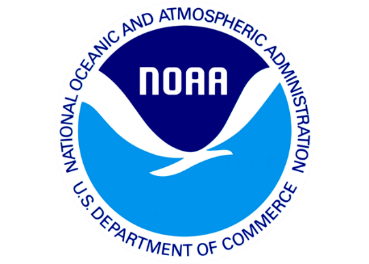 NATIONAL OCEANIC AND ATMOSPHERIC ADMINISTRATION
NOAA
U.S. DEPARTMENT OF COMMERCE